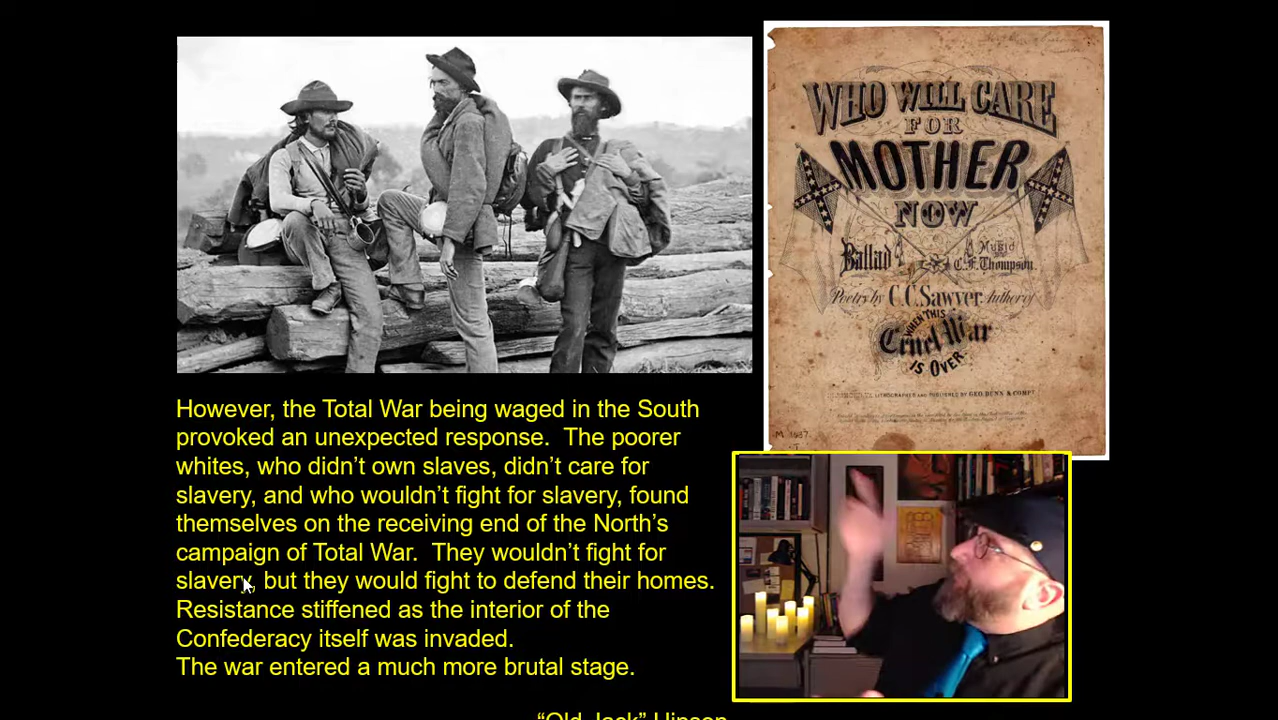 WHO WILL CARE
FOR
MOTHER
NOW
Ballad
Music
C.F. Thompson.
Poetry by C.C. Sawyer. Author of
WHEN THIS
Cruel War
IS OVER
However, the Total War being waged in the South
provoked an unexpected response.  The poorer
whites, who didn’t own slaves, didn’t care for
slavery, and who wouldn’t fight for slavery, found
themselves on the receiving end of the North’s
campaign of Total War.  They wouldn’t fight for
slavery, but they would fight to defend their homes.
Resistance stiffened as the interior of the
Confederacy itself was invaded.
The war entered a much more brutal stage.
“Old Jack” Hinson